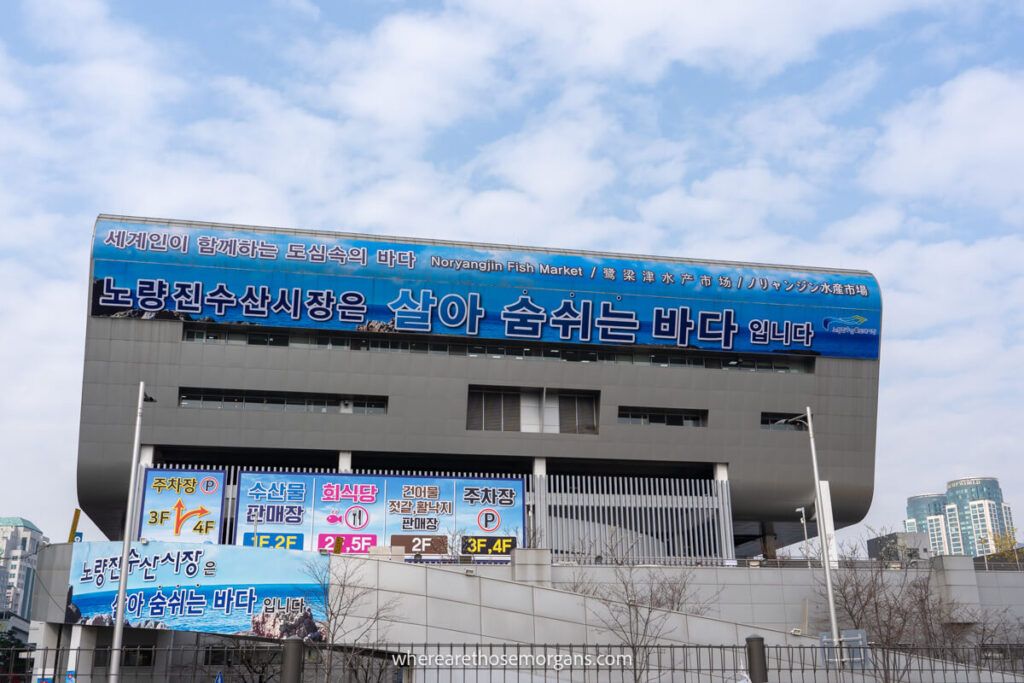 세계인이 함께하는 도심속의 바다 Noryangjin Fish Market / 鷺梁津水产市场 / ノリャンジン水産市場
노량진수산시장은 살아 숨쉬는 바다 입니다
주차장 P
3F 4F
수산물
판매장
1F, 2F
회식당
2F, 5F
건어물
젓갈, 활낙지
판매장
2F
주차장
P
3F, 4F
노량진수산시장은
살아 숨쉬는 바다 입니다
wherearethosemorgans.com